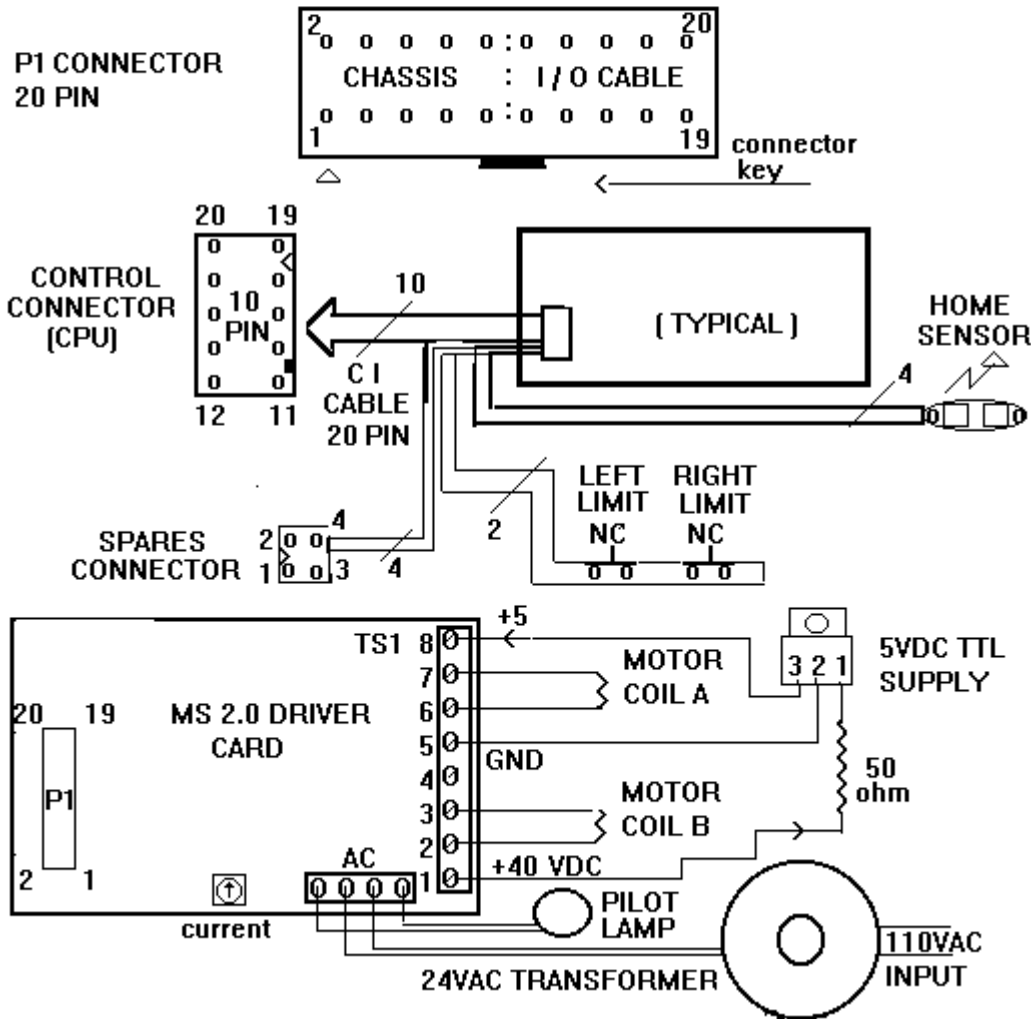 2 20
P1 CONNECTOR
20 PIN
CHASSIS : I / O CABLE
1 19
connector
key
20 19
CONTROL
CONNECTOR
(CPU)
10
PIN
12 11
10
C I
CABLE
20 PIN
( TYPICAL )
HOME
SENSOR
4
2
LEFT
LIMIT
NC
RIGHT
LIMIT
NC
SPARES
CONNECTOR
2 4
1 3
4
+5
TS1 8
7
6
5
4
3
2
1
MOTOR
COIL A
GND
MOTOR
COIL B
+40 VDC
3 2 1
5VDC TTL
SUPPLY
50
ohm
20 19
MS 2.0 DRIVER
CARD
P1
2 1
AC
current
PILOT
LAMP
24VAC TRANSFORMER
110VAC
INPUT